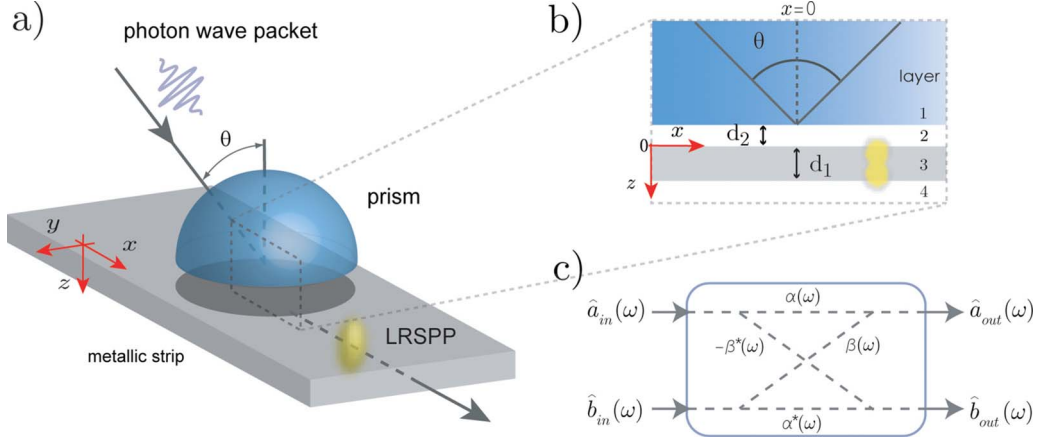 a)
photon wave packet
θ
prism
y
x
z
LRSPP
metallic strip
b)
x=0
θ
layer
1
d₂
2
0
x
d₁
3
z
4
c)
α(ω)
â_in(ω)
â_out(ω)
-β*(ω)
β(ω)
b̂_in(ω)
b̂_out(ω)
α*(ω)